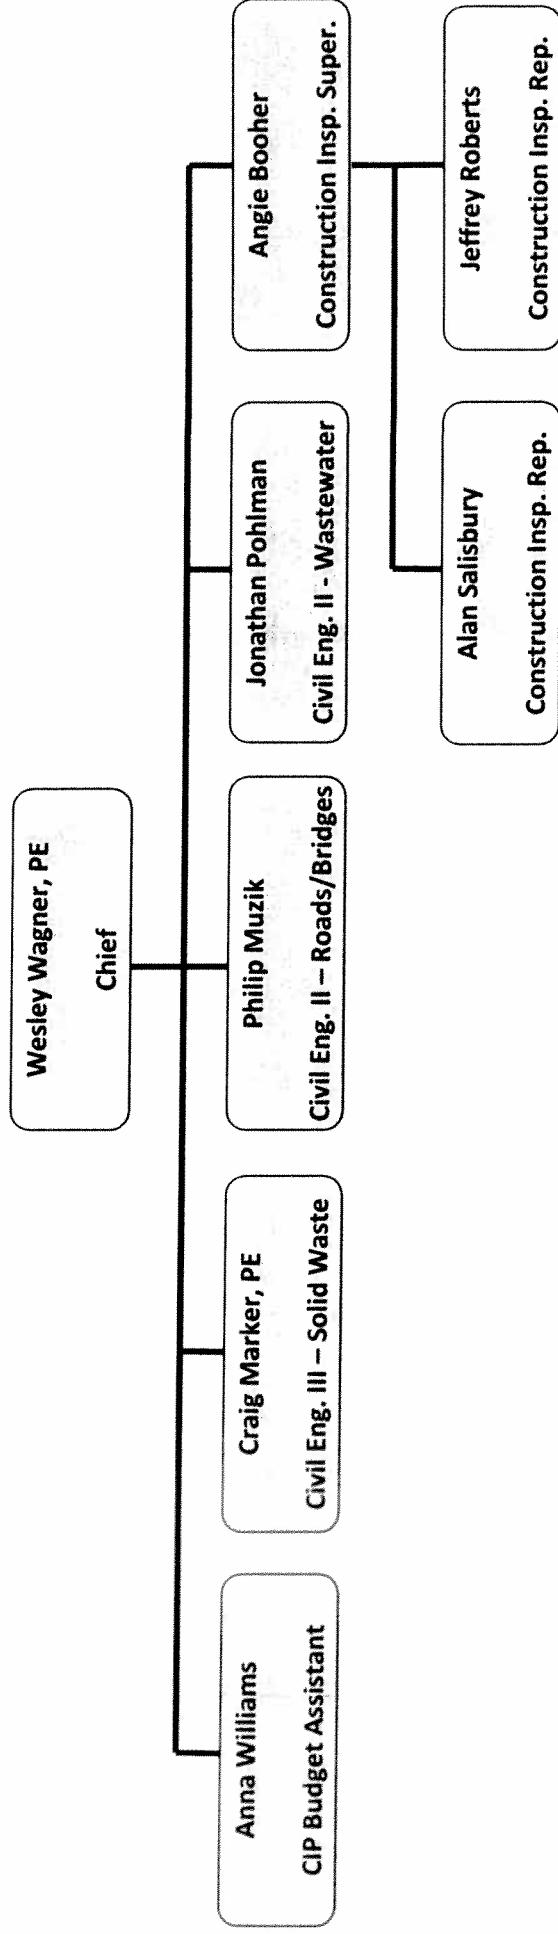 Wesley Wagner, PE
Chief
Anna Williams
CIP Budget Assistant
Craig Marker, PE
Civil Eng. III – Solid Waste
Philip Muzik
Civil Eng. II – Roads/Bridges
Jonathan Pohlman
Civil Eng. II - Wastewater
Angie Booher
Construction Insp. Super.
Alan Salisbury
Construction Insp. Rep.
Jeffrey Roberts
Construction Insp. Rep.